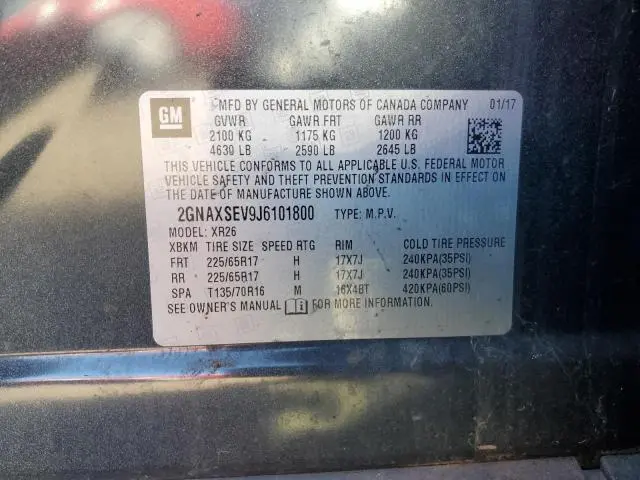 GM
MFD BY GENERAL MOTORS OF CANADA COMPANY 01/17
GVWR GAWR FRT GAWR RR
2100 KG 1175 KG 1200 KG
4630 LB 2590 LB 2645 LB
THIS VEHICLE CONFORMS TO ALL APPLICABLE U.S. FEDERAL MOTOR
VEHICLE SAFETY AND THEFT PREVENTION STANDARDS IN EFFECT ON
THE DATE OF MANUFACTURE SHOWN ABOVE.
2GNAXSEV9J6101800 TYPE: M.P.V.
MODEL: XR26
XBKM TIRE SIZE SPEED RTG RIM COLD TIRE PRESSURE
FRT 225/65R17 H 17X7J 240KPA(35PSI)
RR 225/65R17 H 17X7J 240KPA(35PSI)
SPA T135/70R16 M 16X4BT 420KPA(60PSI)
SEE OWNER'S MANUAL FOR MORE INFORMATION.